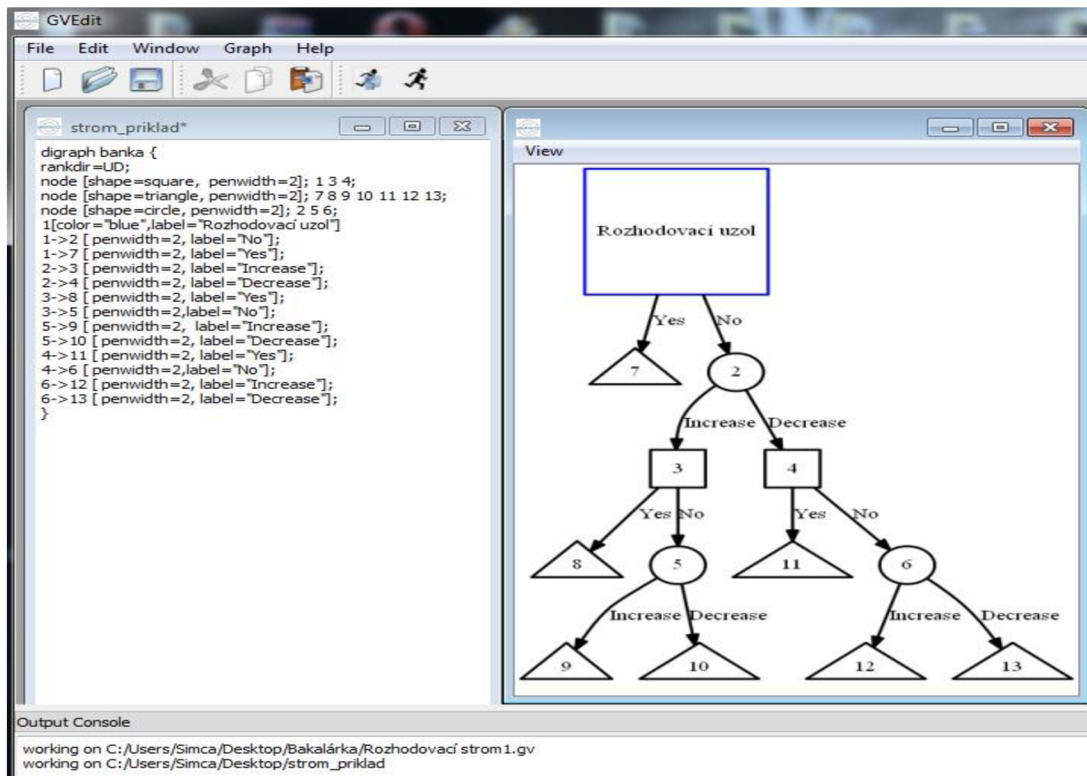 GVEdit
File Edit Window Graph Help
strom_priklad*
digraph banka {
rankdir=UD;
node [shape=square, penwidth=2]; 1 3 4;
node [shape=triangle, penwidth=2]; 7 8 9 10 11 12 13;
node [shape=circle, penwidth=2]; 2 5 6;
1[color="blue",label="Rozhodovací uzol"]
1->2 [ penwidth=2, label="No"];
1->7 [ penwidth=2, label="Yes"];
2->3 [ penwidth=2, label="Increase"];
2->4 [ penwidth=2, label="Decrease"];
3->8 [ penwidth=2, label="Yes"];
3->5 [ penwidth=2,label="No"];
5->9 [ penwidth=2, label="Increase"];
5->10 [ penwidth=2, label="Decrease"];
4->11 [ penwidth=2, label="Yes"];
4->6 [ penwidth=2,label="No"];
6->12 [ penwidth=2, label="Increase"];
6->13 [ penwidth=2, label="Decrease"];
}
View
Rozhodovací uzol
Yes No
7 2
Increase Decrease
3 4
Yes No Yes No
8 5 11 6
Increase Decrease Increase Decrease
9 10 12 13
Output Console
working on C:/Users/Simca/Desktop/Bakalárka/Rozhodovací strom1.gv
working on C:/Users/Simca/Desktop/strom_priklad